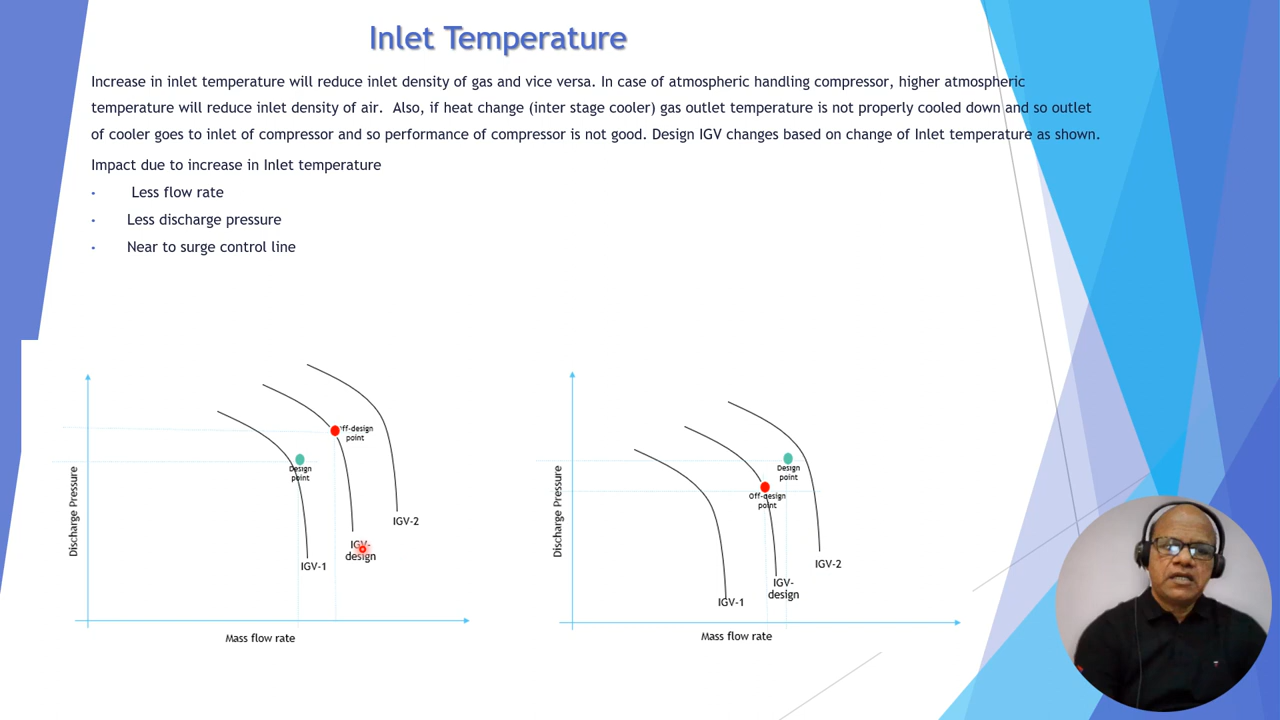 Inlet Temperature
Increase in inlet temperature will reduce inlet density of gas and vice versa. In case of atmospheric handling compressor, higher atmospheric
temperature will reduce inlet density of air. Also, if heat change (inter stage cooler) gas outlet temperature is not properly cooled down and so outlet
of cooler goes to inlet of compressor and so performance of compressor is not good. Design IGV changes based on change of Inlet temperature as shown.
Impact due to increase in Inlet temperature
• Less flow rate
• Less discharge pressure
• Near to surge control line
Discharge Pressure
ff-design
point
Design
point
IGV-2
IGV-
design
IGV-1
Mass flow rate
Discharge Pressure
Design
point
Off-design
point
IGV-2
IGV-
design
IGV-1
Mass flow rate